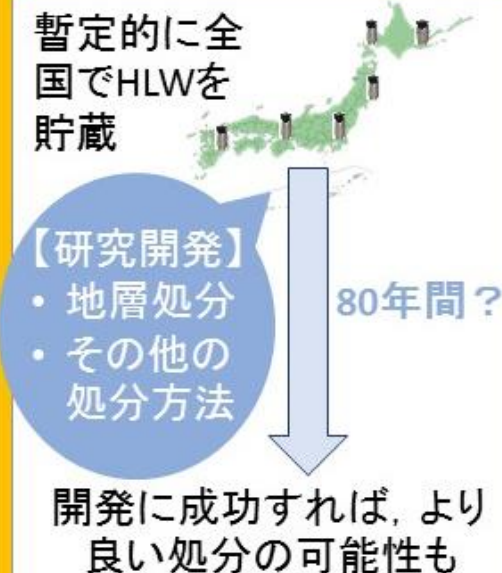 暫定的に全
国でHLWを
貯蔵
【研究開発】
・ 地層処分
・ その他の
処分方法
80年間？
開発に成功すれば，より
良い処分の可能性も